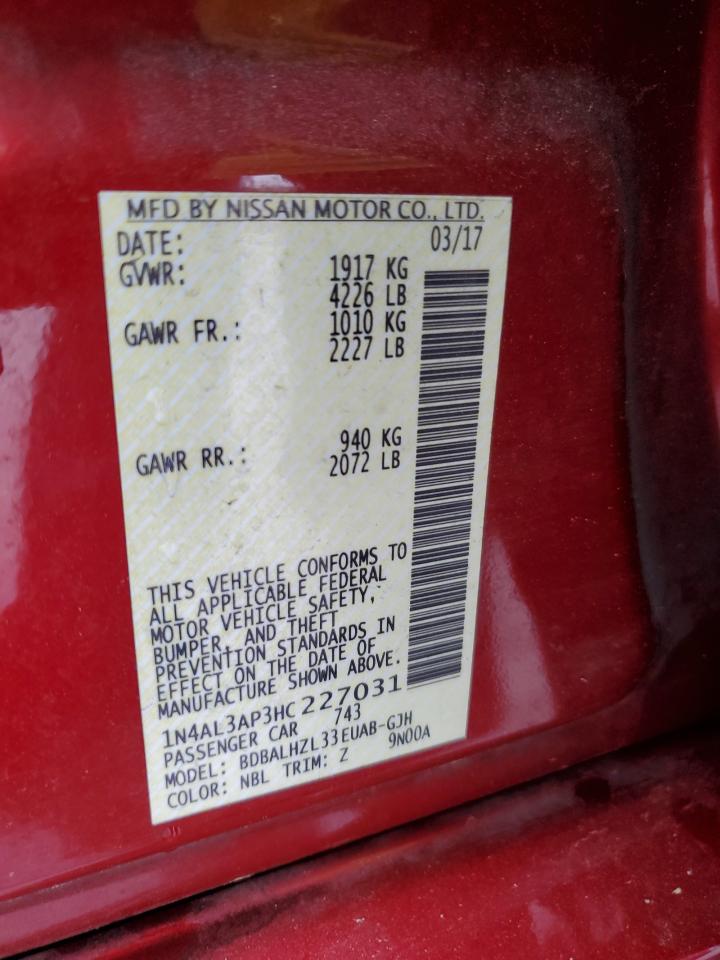 MFD BY NISSAN MOTOR CO., LTD.
DATE: 03/17
GVWR: 1917 KG
4226 LB
GAWR FR.: 1010 KG
2227 LB
GAWR RR.: 940 KG
2072 LB
THIS VEHICLE CONFORMS TO
ALL APPLICABLE FEDERAL
MOTOR VEHICLE SAFETY,
BUMPER, AND THEFT
PREVENTION STANDARDS IN
EFFECT ON THE DATE OF
MANUFACTURE SHOWN ABOVE.
1N4AL3AP3HC227031
PASSENGER CAR 743
MODEL: BDBALHZL33EUAB-GJH
COLOR: NBL TRIM: Z 9N00A